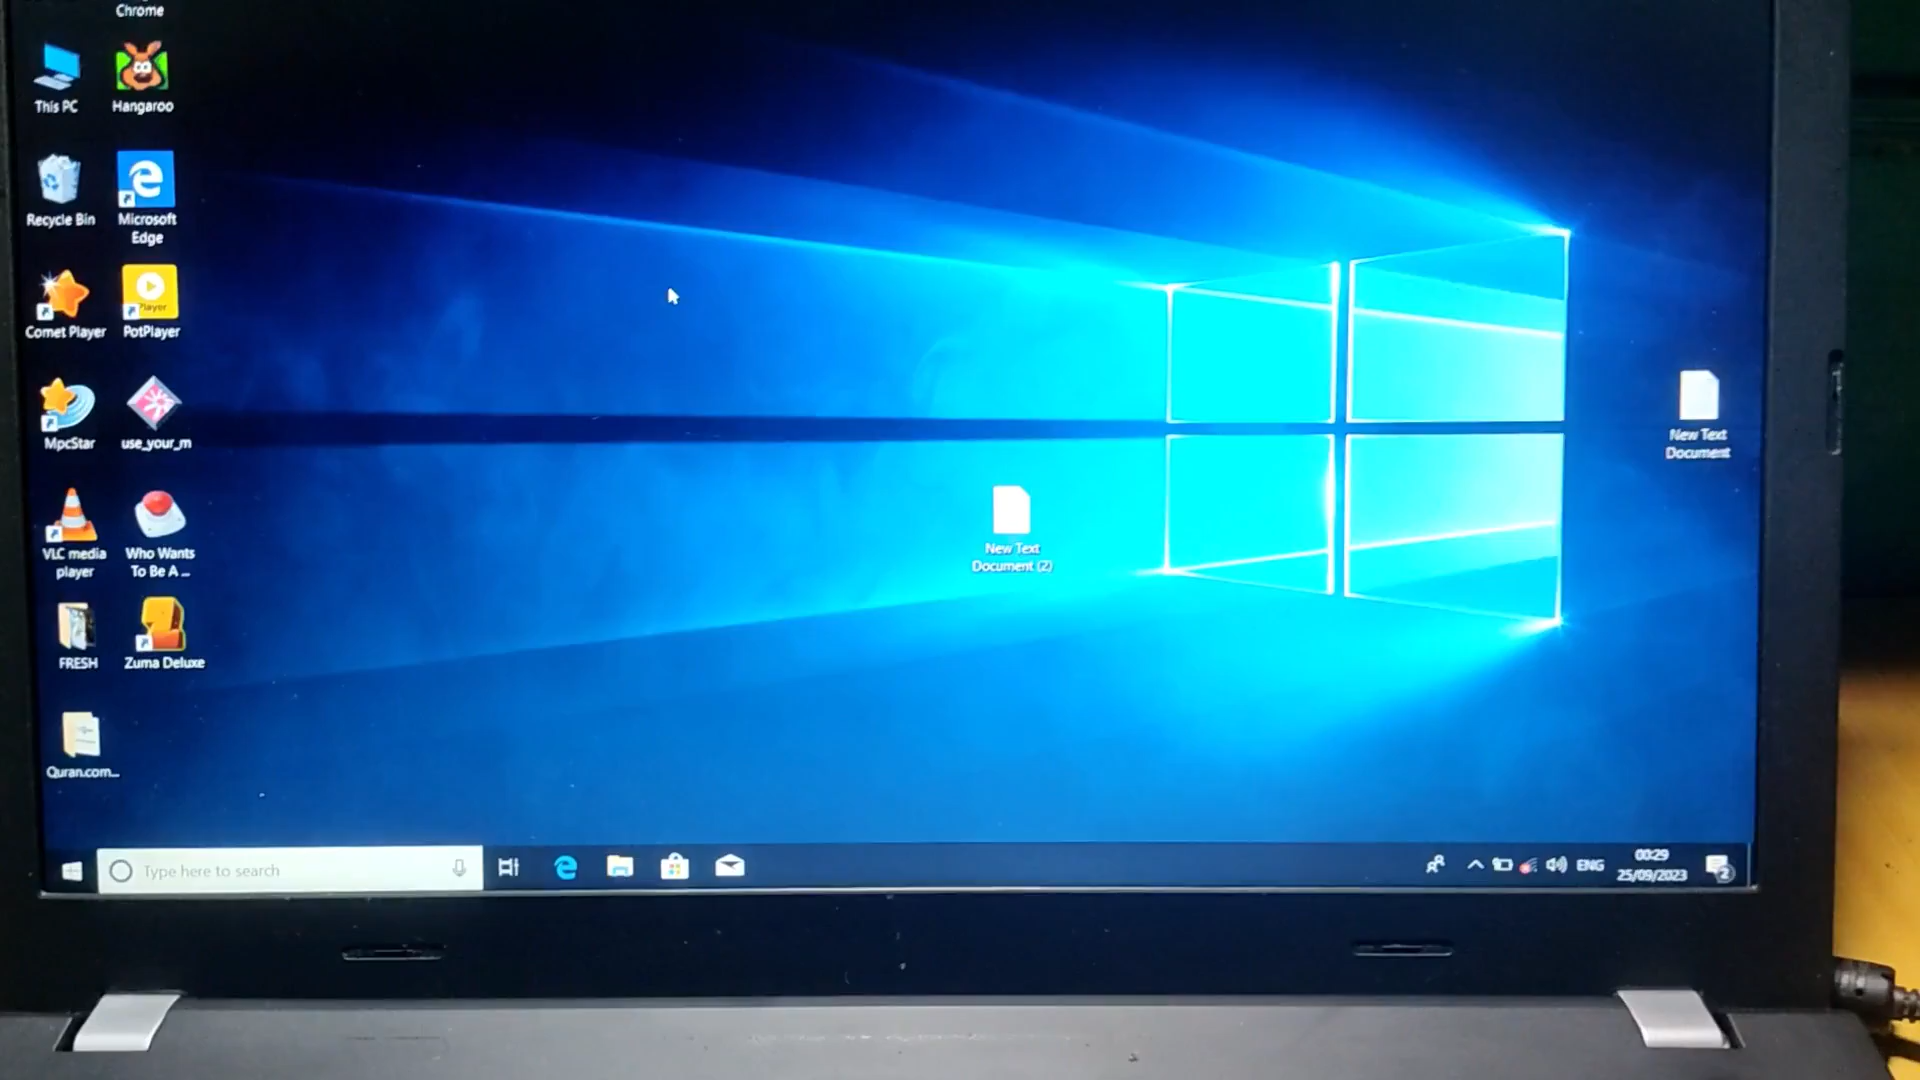 Chrome
This PC
Hangaroo
Recycle Bin
Microsoft
Edge
Comet Player
Player
PotPlayer
MpcStar
use_your_m
VLC media
player
Who Wants
To Be A ...
FRESH
Zuma Deluxe
Quran.com...
New Text
Document (2)
New Text
Document
Type here to search
ENG
00:29
25/09/2023
2